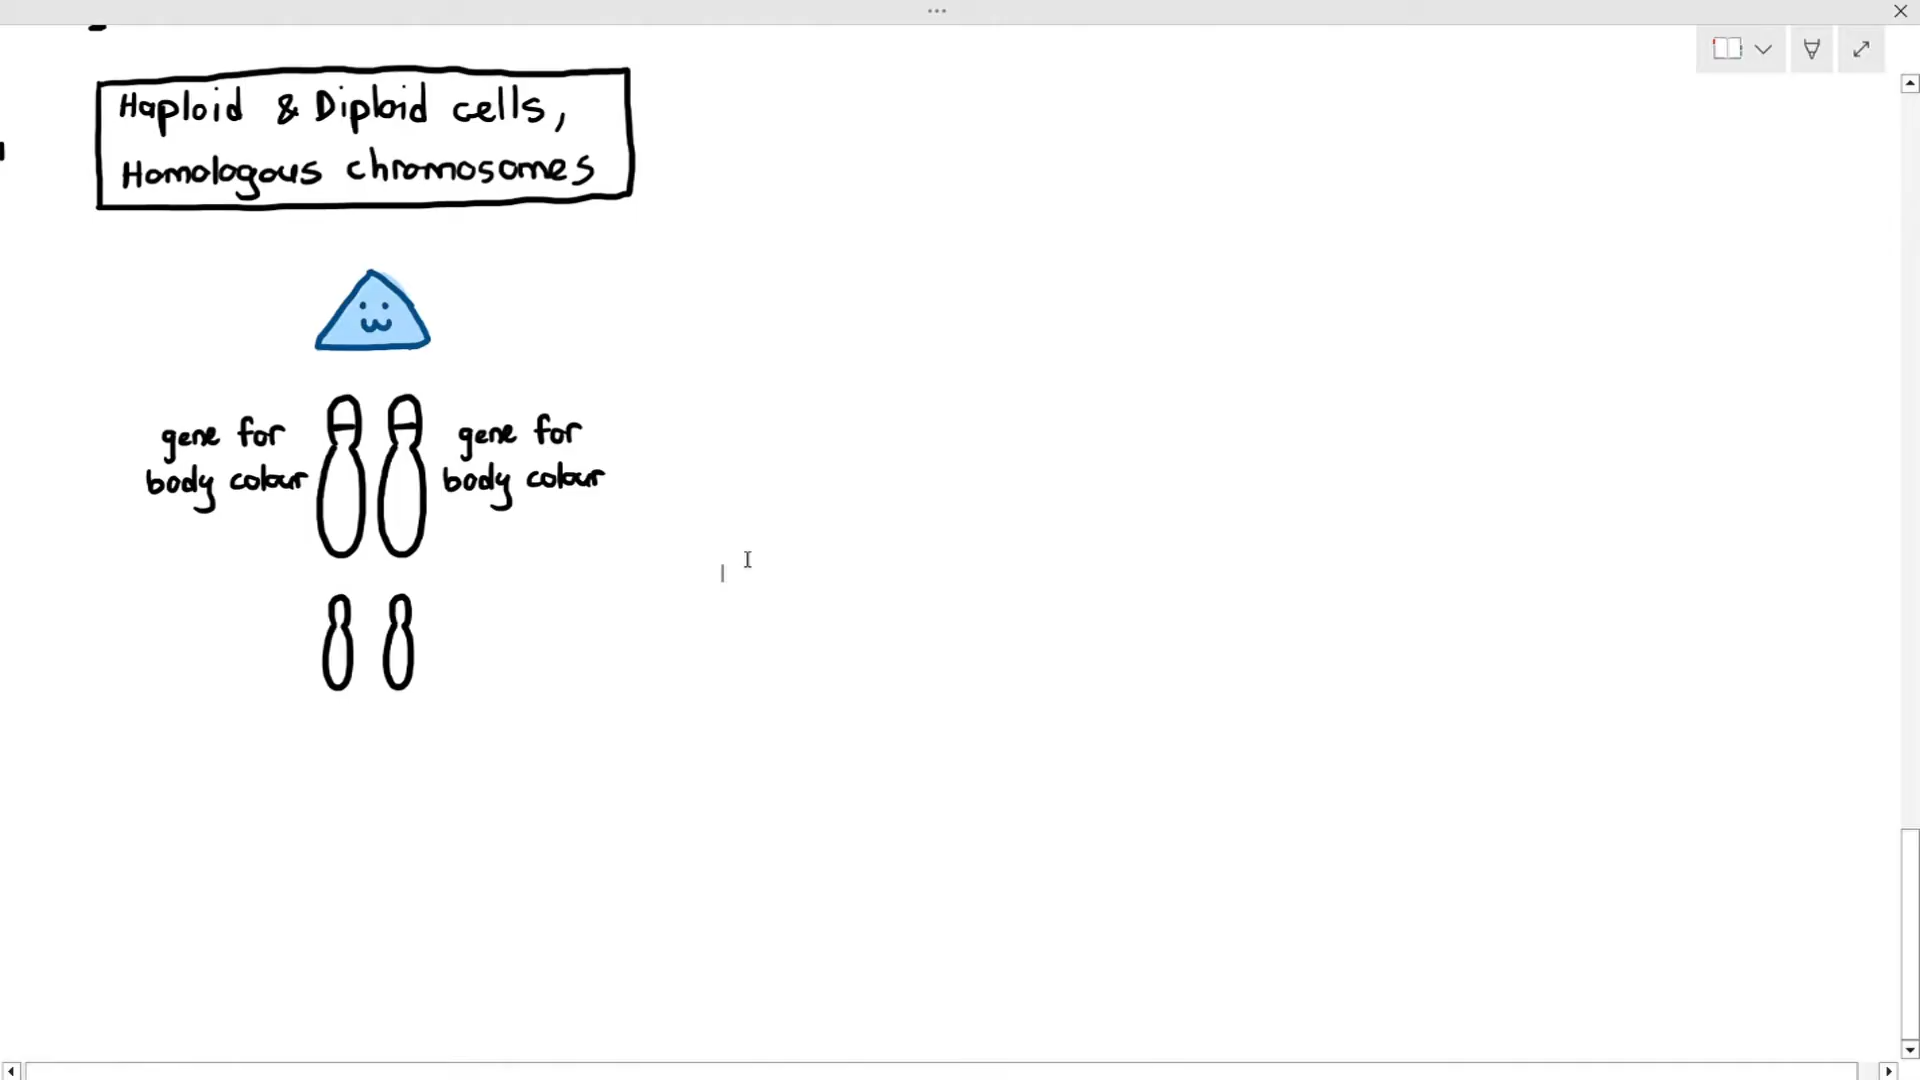 Haploid & Diploid cells,
Homologous chromosomes
gene for
body colour
gene for
body colour